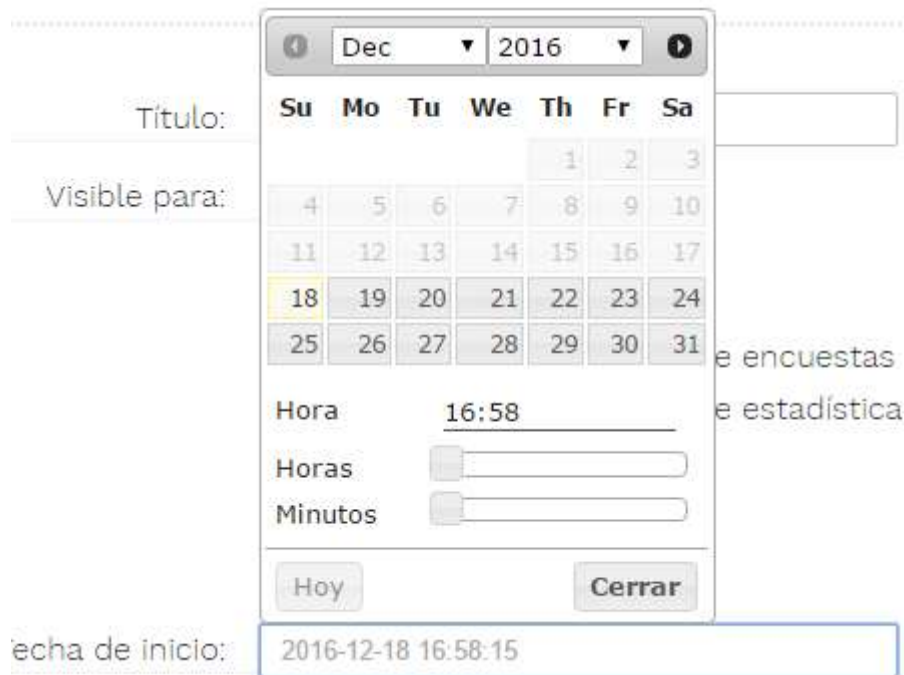 Dec 2016
Título:
Su Mo Tu We Th Fr Sa
1 2 3
Visible para:
4 5 6 7 8 9 10
11 12 13 14 15 16 17
18 19 20 21 22 23 24
25 26 27 28 29 30 31
e encuestas
Hora 16:58
e estadística
Horas
Minutos
Hoy Cerrar
echa de inicio: 2016-12-18 16:58:15